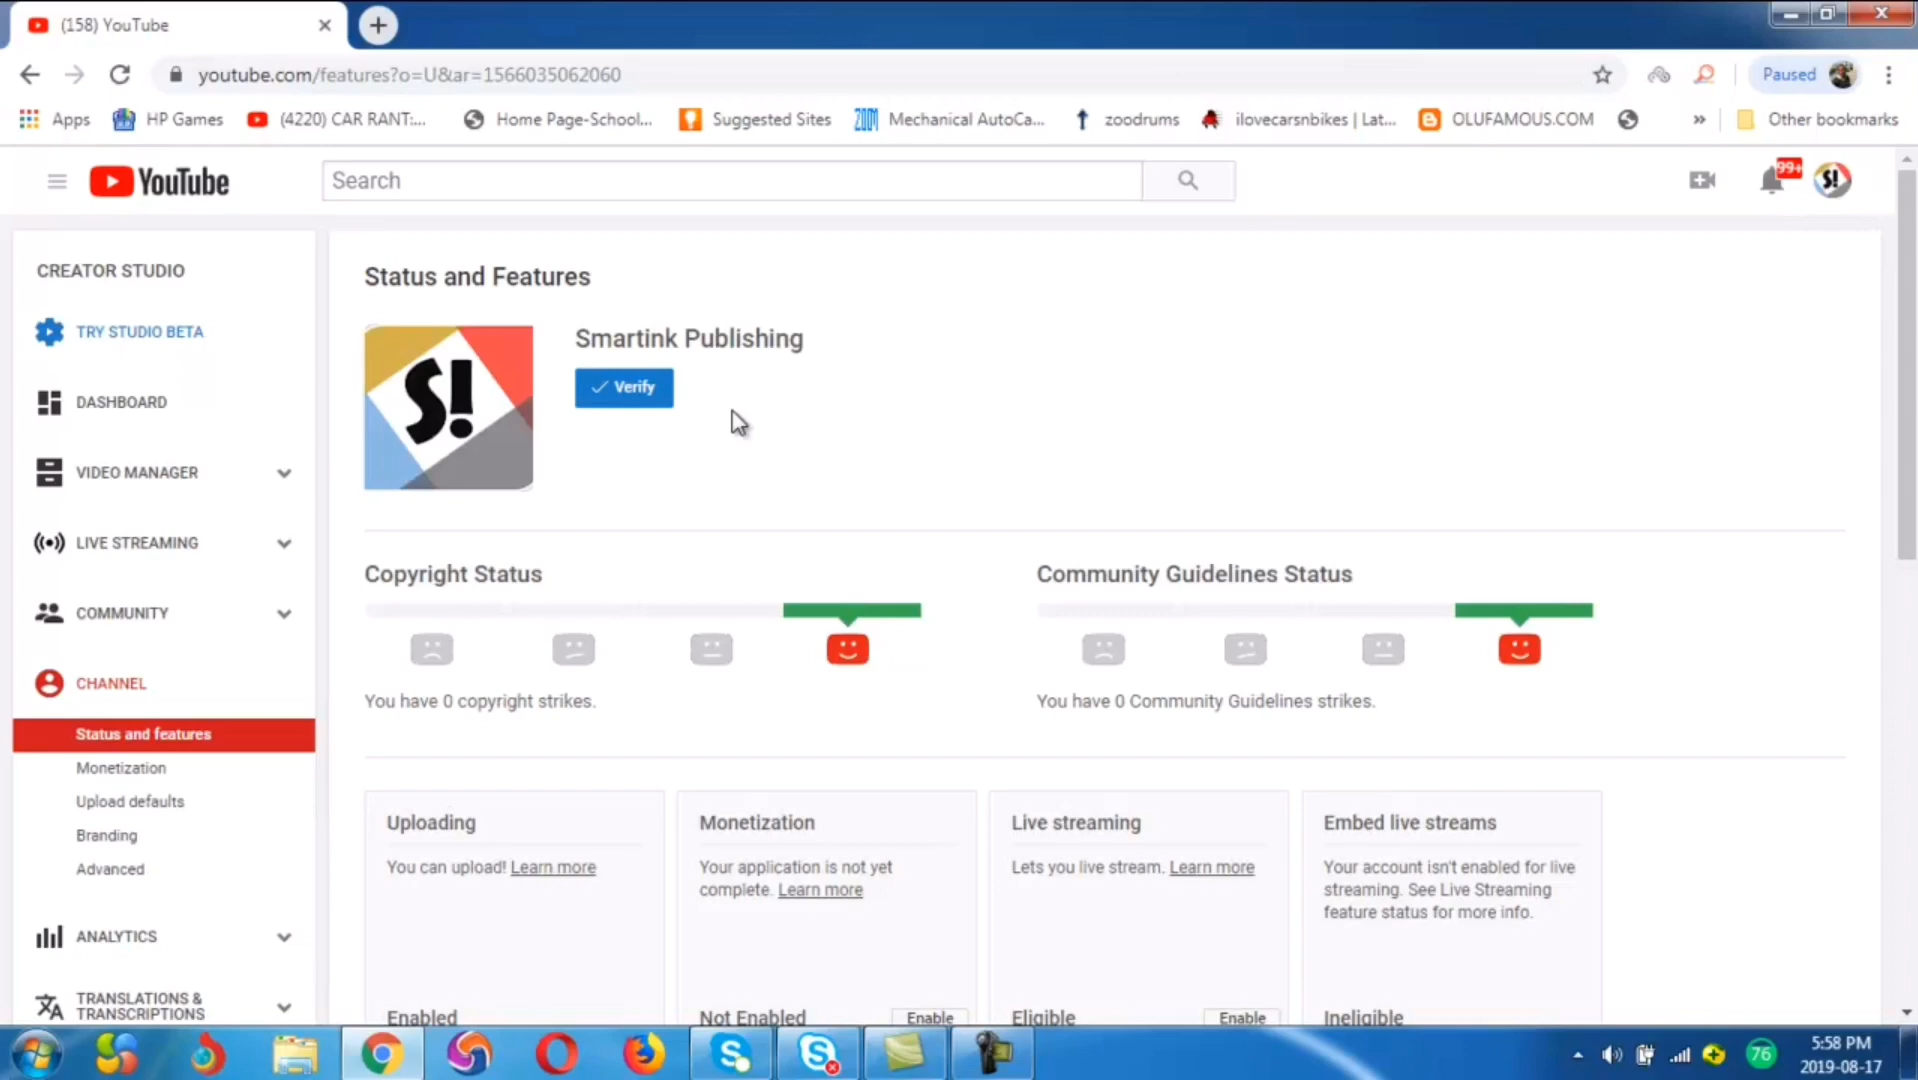 (158) YouTube
youtube.com/features?o=U&ar=1566035062060
Paused
Apps
HP Games
(4220) CAR RANT:...
Home Page-School...
Suggested Sites
ZOOM
Mechanical AutoCa...
zoodrums
ilovecarsnbikes | Lat...
OLUFAMOUS.COM
»
Other bookmarks
YouTube
Search
99+
S!
CREATOR STUDIO
TRY STUDIO BETA
DASHBOARD
VIDEO MANAGER
LIVE STREAMING
COMMUNITY
CHANNEL
Status and features
Monetization
Upload defaults
Branding
Advanced
ANALYTICS
TRANSLATIONS &
TRANSCRIPTIONS
Status and Features
S!
Smartink Publishing
Verify
Copyright Status
You have 0 copyright strikes.
Community Guidelines Status
You have 0 Community Guidelines strikes.
Uploading
You can upload! Learn more
Enabled
Monetization
Your application is not yet
complete. Learn more
Not Enabled
Enable
Live streaming
Lets you live stream. Learn more
Eligible
Enable
Embed live streams
Your account isn't enabled for live
streaming. See Live Streaming
feature status for more info.
Ineligible
76
5:58 PM
2019-08-17